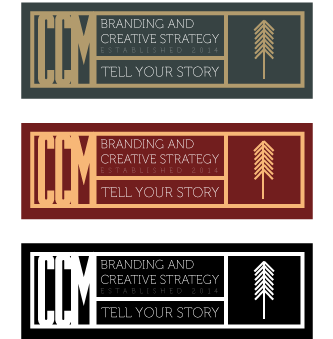 CCM
BRANDING AND
CREATIVE STRATEGY
ESTABLISHED 2014
TELL YOUR STORY
CCM
BRANDING AND
CREATIVE STRATEGY
ESTABLISHED 2014
TELL YOUR STORY
CCM
BRANDING AND
CREATIVE STRATEGY
ESTABLISHED 2014
TELL YOUR STORY